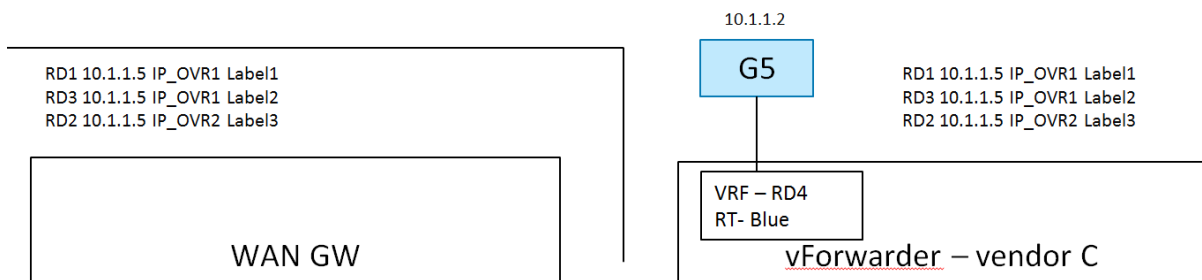 RD1 10.1.1.5 IP_OVR1 Label1
RD3 10.1.1.5 IP_OVR1 Label2
RD2 10.1.1.5 IP_OVR2 Label3
WAN GW
10.1.1.2
G5
RD1 10.1.1.5 IP_OVR1 Label1
RD3 10.1.1.5 IP_OVR1 Label2
RD2 10.1.1.5 IP_OVR2 Label3
VRF – RD4
RT- Blue
vForwarder – vendor C